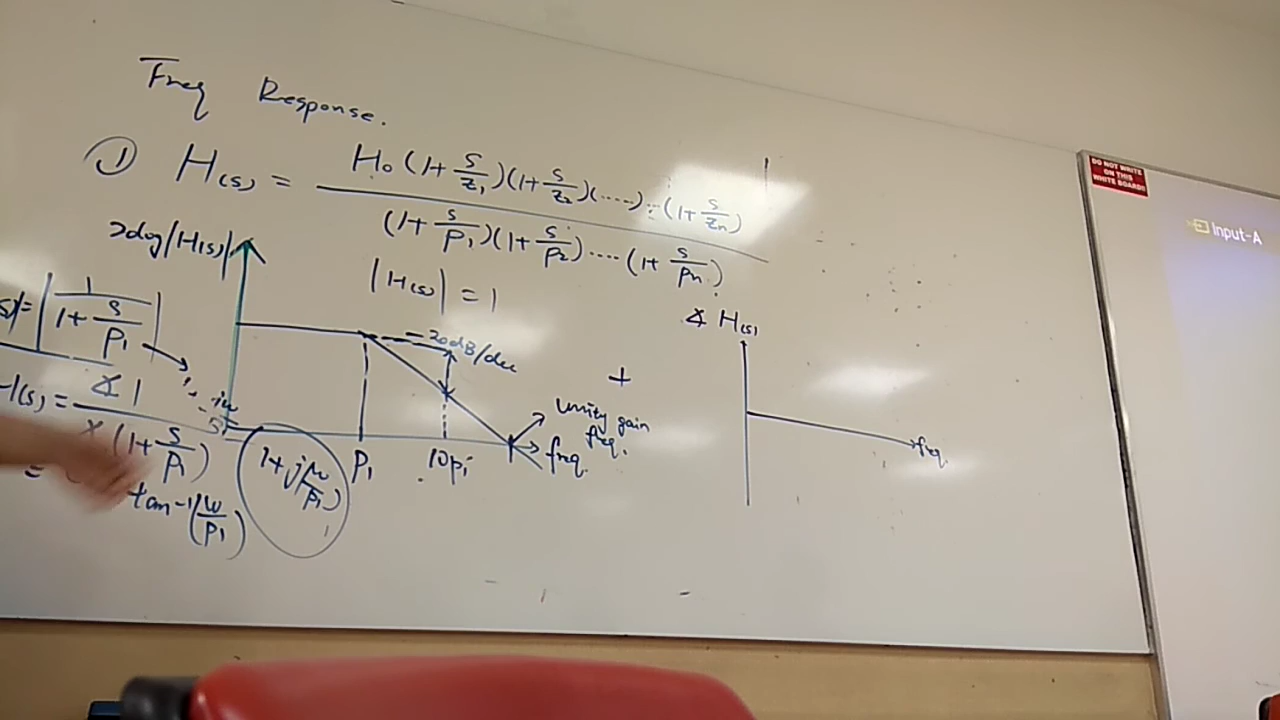 Freq Response.
① H(s) = H₀(1+s/z₁)(1+s/z₂)(....)..(1+s/zₙ)
(1+s/p₁)(1+s/p₂)....(1+s/pₙ)
20log|H(s)|
|H(s)| = 1
s)|=|1/(1+s/p₁)|
-20dB/dec
∡ H(s)
H(s) = ∡1
∡(1+s/p₁)
=
tan⁻¹(ω/p₁)
1+j(ω/p₁)
p₁
10p₁
+
Unity gain
freq.
freq.
freq.
DO NOT WRITE
ON THIS
WHITE BOARD
Input-A